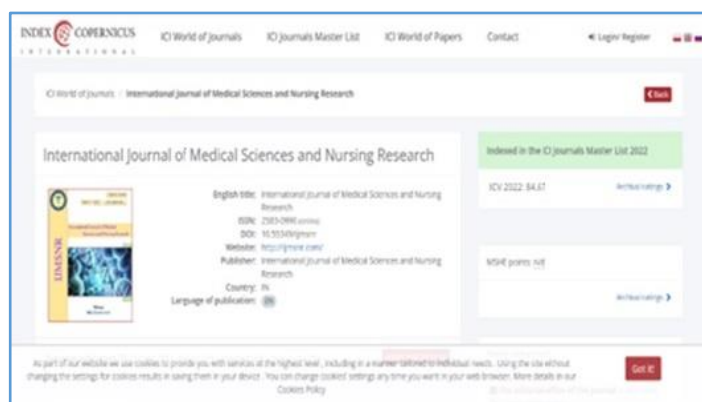 INDEX COPERNICUS
INTERNATIONAL
ICI World of Journals
ICI Journals Master List
ICI World of Papers
Contact
Login/ Register
ICI World of Journals / International Journal of Medical Sciences and Nursing Research
Back
International Journal of Medical Sciences and Nursing Research
IJMSNR
English title: International Journal of Medical Sciences and Nursing
Research
ISSN:
DOI:
Website: http://ijmsnr.com/
Publisher: International Journal of Medical Sciences and Nursing
Research
Country: IN
Language of publication: EN
Indexed in the ICI Journals Master List 2022
ICV 2022: 84.67
Archival ratings
MSHE points: n/d
Archival ratings
As part of our website we use cookies to provide you with services at the highest level , including in a manner tailored to individual needs. Using the site without
changing the settings for cookies results in saving them in your device . You can change cookies' settings any time you want in your web browser. More details in our
Cookies Policy
Got it!